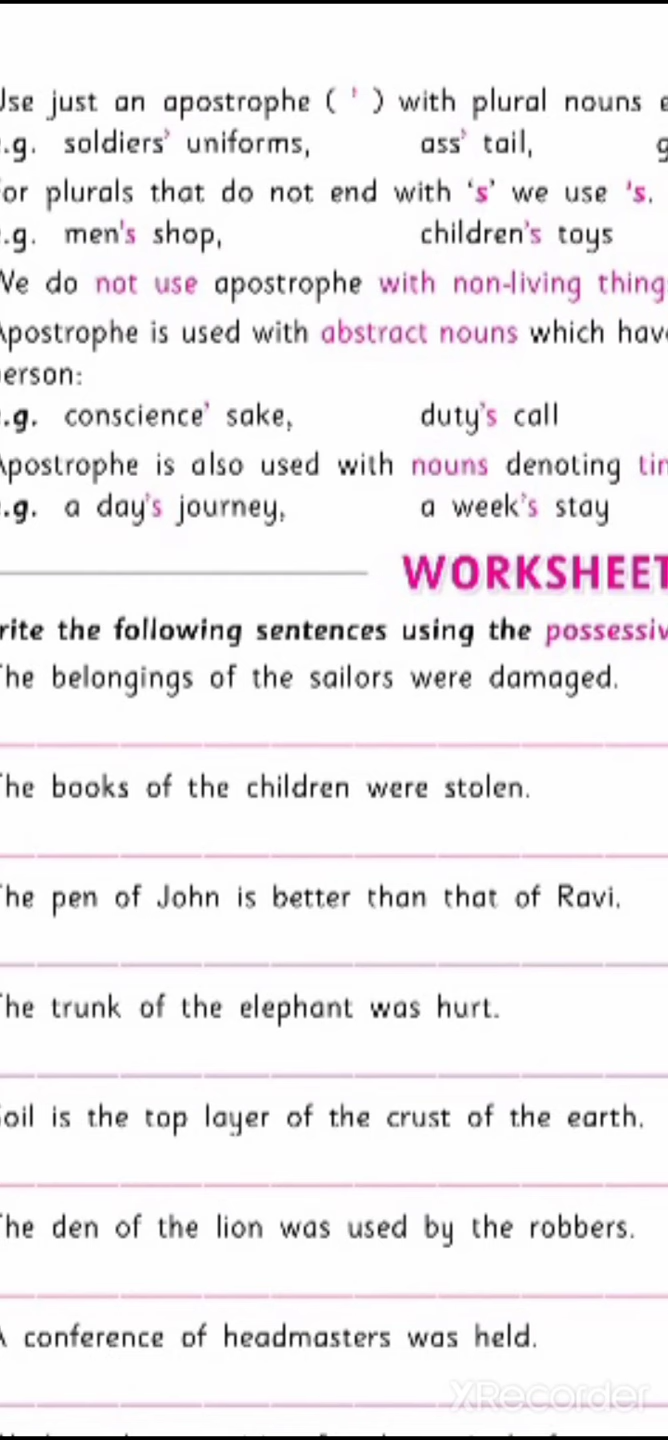 Use just an apostrophe ( ' ) with plural nouns
.g. soldiers' uniforms, ass' tail,
or plurals that do not end with 's' we use 's.
.g. men's shop, children's toys
We do not use apostrophe with non-living thing
Apostrophe is used with abstract nouns which have
erson:
.g. conscience' sake, duty's call
Apostrophe is also used with nouns denoting
.g. a day's journey, a week's stay
WORKSHEET
rite the following sentences using the possessiv
The belongings of the sailors were damaged.
The books of the children were stolen.
The pen of John is better than that of Ravi.
The trunk of the elephant was hurt.
Soil is the top layer of the crust of the earth.
The den of the lion was used by the robbers.
A conference of headmasters was held.
XRecorder